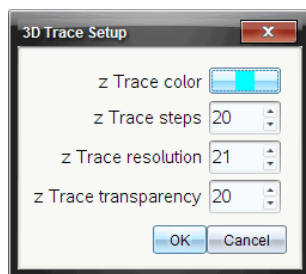 3D Trace Setup
z Trace color
z Trace steps 20
z Trace resolution 21
z Trace transparency 20
OK Cancel